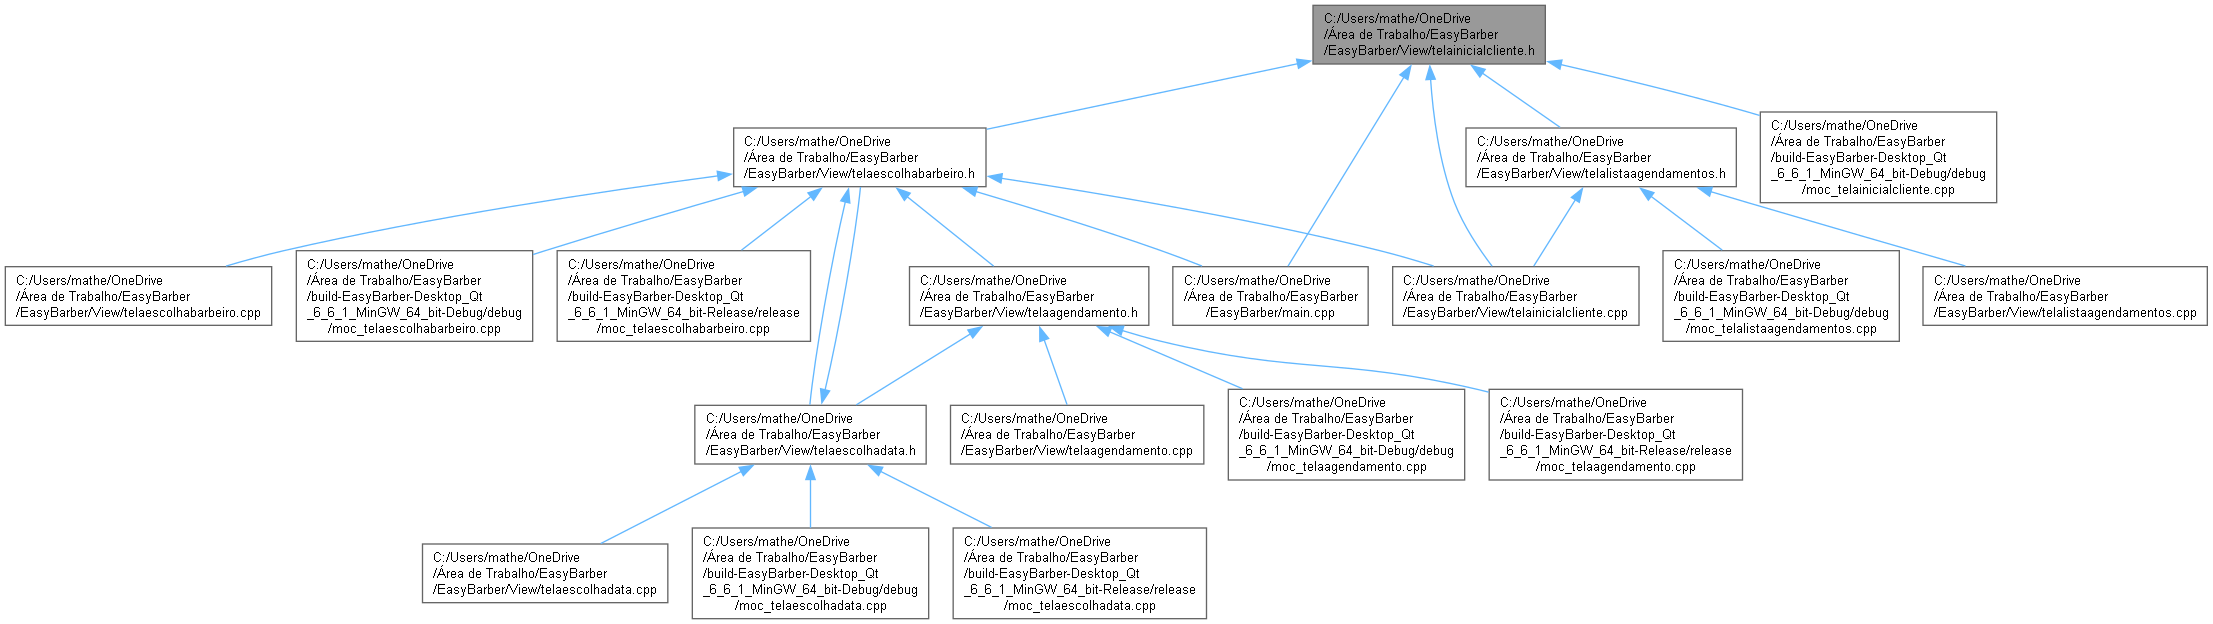 C:/Users/mathe/OneDrive
/Área de Trabalho/EasyBarber
/EasyBarber/View/telainicialcliente.h
C:/Users/mathe/OneDrive
/Área de Trabalho/EasyBarber
/EasyBarber/View/telaescolhabarbeiro.h
C:/Users/mathe/OneDrive
/Área de Trabalho/EasyBarber
/EasyBarber/View/telalistaagendamentos.h
C:/Users/mathe/OneDrive
/Área de Trabalho/EasyBarber
/build-EasyBarber-Desktop_Qt
_6_6_1_MinGW_64_bit-Debug/debug
/moc_telainicialcliente.cpp
C:/Users/mathe/OneDrive
/Área de Trabalho/EasyBarber
/EasyBarber/View/telaescolhabarbeiro.cpp
C:/Users/mathe/OneDrive
/Área de Trabalho/EasyBarber
/build-EasyBarber-Desktop_Qt
_6_6_1_MinGW_64_bit-Debug/debug
/moc_telaescolhabarbeiro.cpp
C:/Users/mathe/OneDrive
/Área de Trabalho/EasyBarber
/build-EasyBarber-Desktop_Qt
_6_6_1_MinGW_64_bit-Release/release
/moc_telaescolhabarbeiro.cpp
C:/Users/mathe/OneDrive
/Área de Trabalho/EasyBarber
/EasyBarber/View/telaagendamento.h
C:/Users/mathe/OneDrive
/Área de Trabalho/EasyBarber
/EasyBarber/main.cpp
C:/Users/mathe/OneDrive
/Área de Trabalho/EasyBarber
/EasyBarber/View/telainicialcliente.cpp
C:/Users/mathe/OneDrive
/Área de Trabalho/EasyBarber
/build-EasyBarber-Desktop_Qt
_6_6_1_MinGW_64_bit-Debug/debug
/moc_telalistaagendamentos.cpp
C:/Users/mathe/OneDrive
/Área de Trabalho/EasyBarber
/EasyBarber/View/telalistaagendamentos.cpp
C:/Users/mathe/OneDrive
/Área de Trabalho/EasyBarber
/EasyBarber/View/telaescolhadata.h
C:/Users/mathe/OneDrive
/Área de Trabalho/EasyBarber
/EasyBarber/View/telaagendamento.cpp
C:/Users/mathe/OneDrive
/Área de Trabalho/EasyBarber
/build-EasyBarber-Desktop_Qt
_6_6_1_MinGW_64_bit-Debug/debug
/moc_telaagendamento.cpp
C:/Users/mathe/OneDrive
/Área de Trabalho/EasyBarber
/build-EasyBarber-Desktop_Qt
_6_6_1_MinGW_64_bit-Release/release
/moc_telaagendamento.cpp
C:/Users/mathe/OneDrive
/Área de Trabalho/EasyBarber
/EasyBarber/View/telaescolhadata.cpp
C:/Users/mathe/OneDrive
/Área de Trabalho/EasyBarber
/build-EasyBarber-Desktop_Qt
_6_6_1_MinGW_64_bit-Debug/debug
/moc_telaescolhadata.cpp
C:/Users/mathe/OneDrive
/Área de Trabalho/EasyBarber
/build-EasyBarber-Desktop_Qt
_6_6_1_MinGW_64_bit-Release/release
/moc_telaescolhadata.cpp